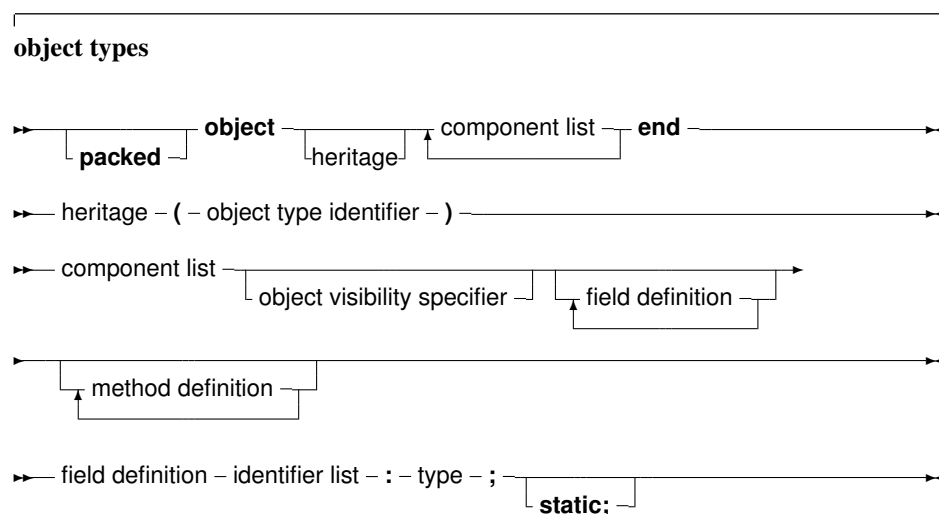 object types
packed object heritage component list end
heritage ( object type identifier )
component list object visibility specifier field definition
method definition
field definition identifier list : type ; static;